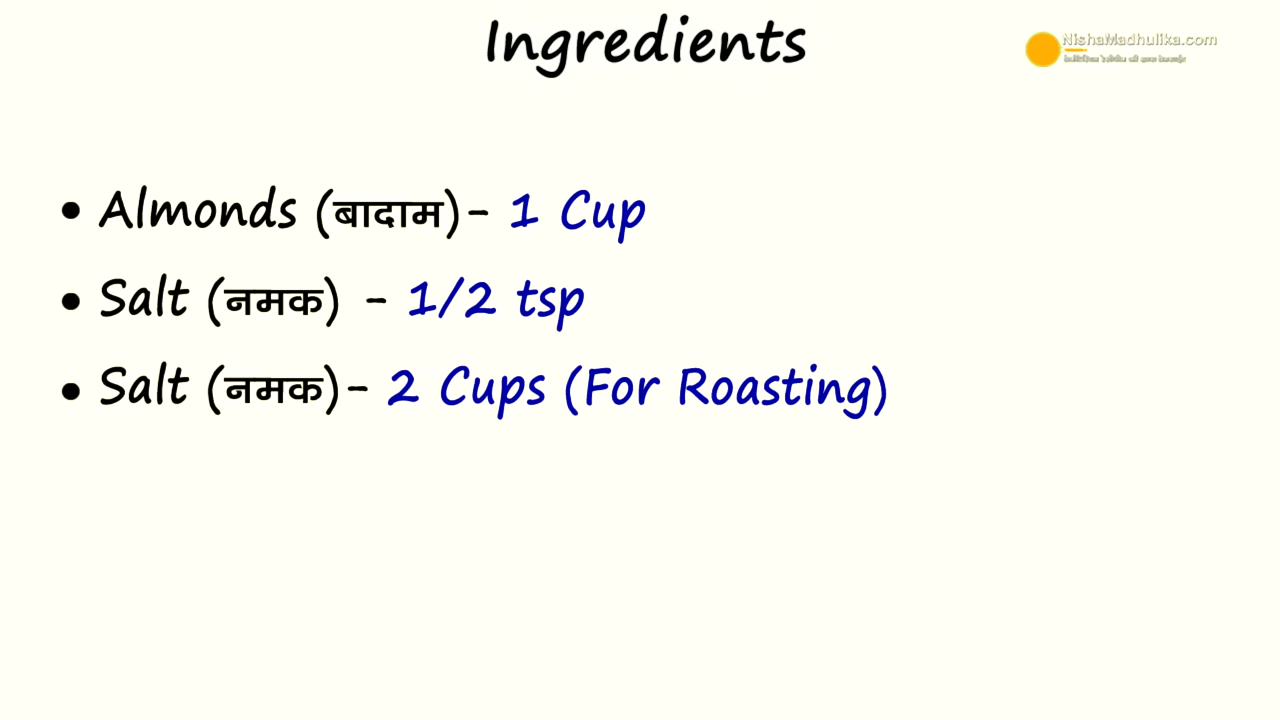 Ingredients
NishaMadhulika.com
• Almonds (बादाम)- 1 Cup
• Salt (नमक) - 1/2 tsp
• Salt (नमक)- 2 Cups (For Roasting)